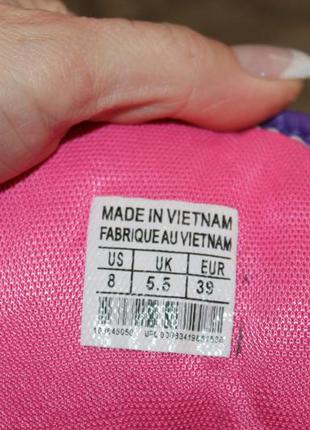 MADE IN VIETNAM
FABRIQUE AU VIETNAM
US UK EUR
8 5.5 39